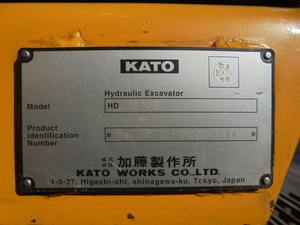 KATO
Hydraulic Excavator
Model HD
Product
Identification
Number
株式会社 加藤製作所
KATO WORKS CO.,LTD.
1-9-37, Higashi-ohi, shinagawa-ku, Tokyo, Japan